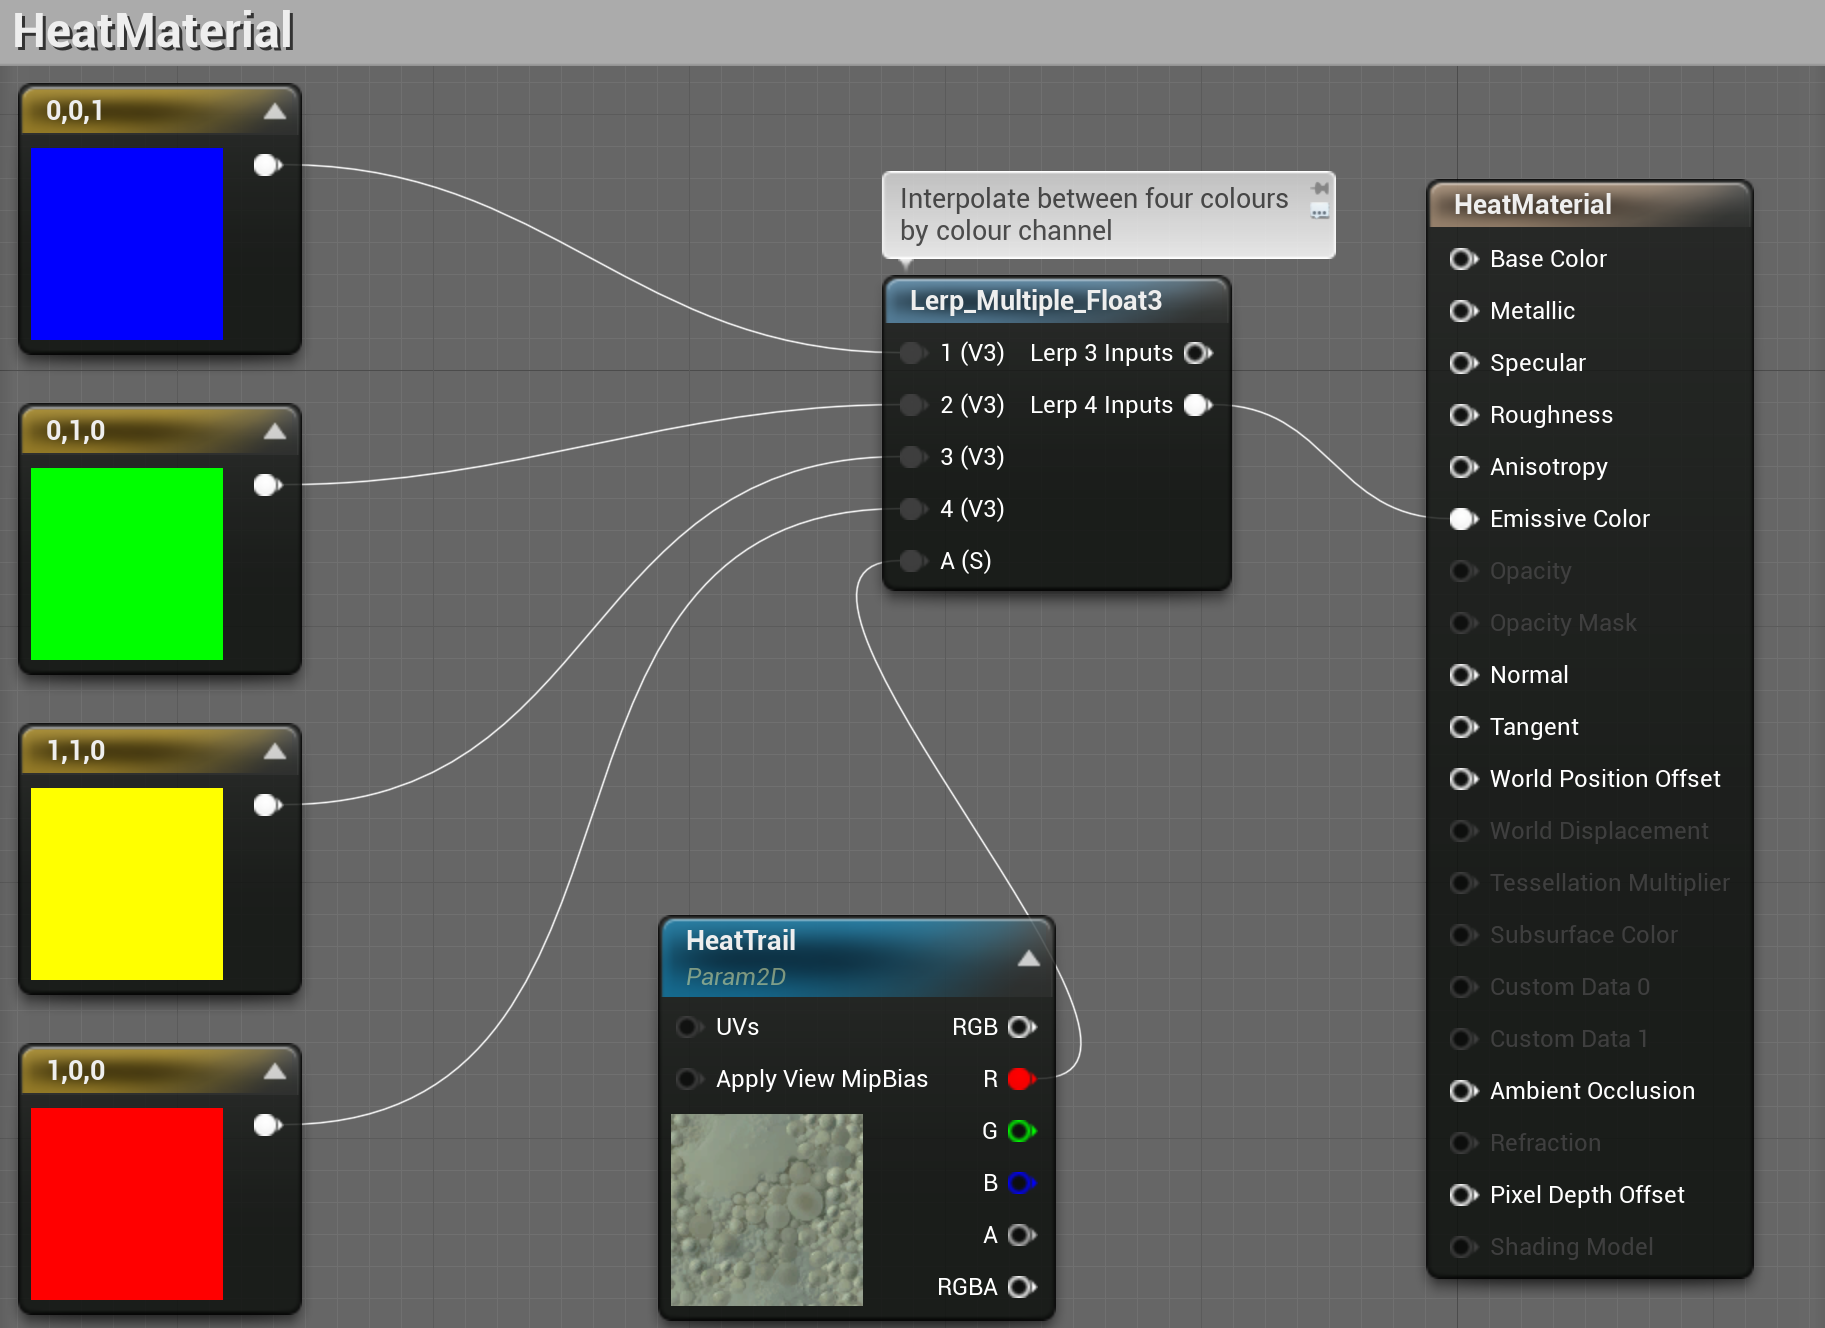 HeatMaterial
0,0,1
0,1,0
1,1,0
1,0,0
Interpolate between four colours
by colour channel
Lerp_Multiple_Float3
1 (V3) Lerp 3 Inputs
2 (V3) Lerp 4 Inputs
3 (V3)
4 (V3)
A (S)
HeatTrail
Param2D
UVs RGB
Apply View MipBias R
G
B
A
RGBA
HeatMaterial
Base Color
Metallic
Specular
Roughness
Anisotropy
Emissive Color
Opacity
Opacity Mask
Normal
Tangent
World Position Offset
World Displacement
Tessellation Multiplier
Subsurface Color
Custom Data 0
Custom Data 1
Ambient Occlusion
Refraction
Pixel Depth Offset
Shading Model